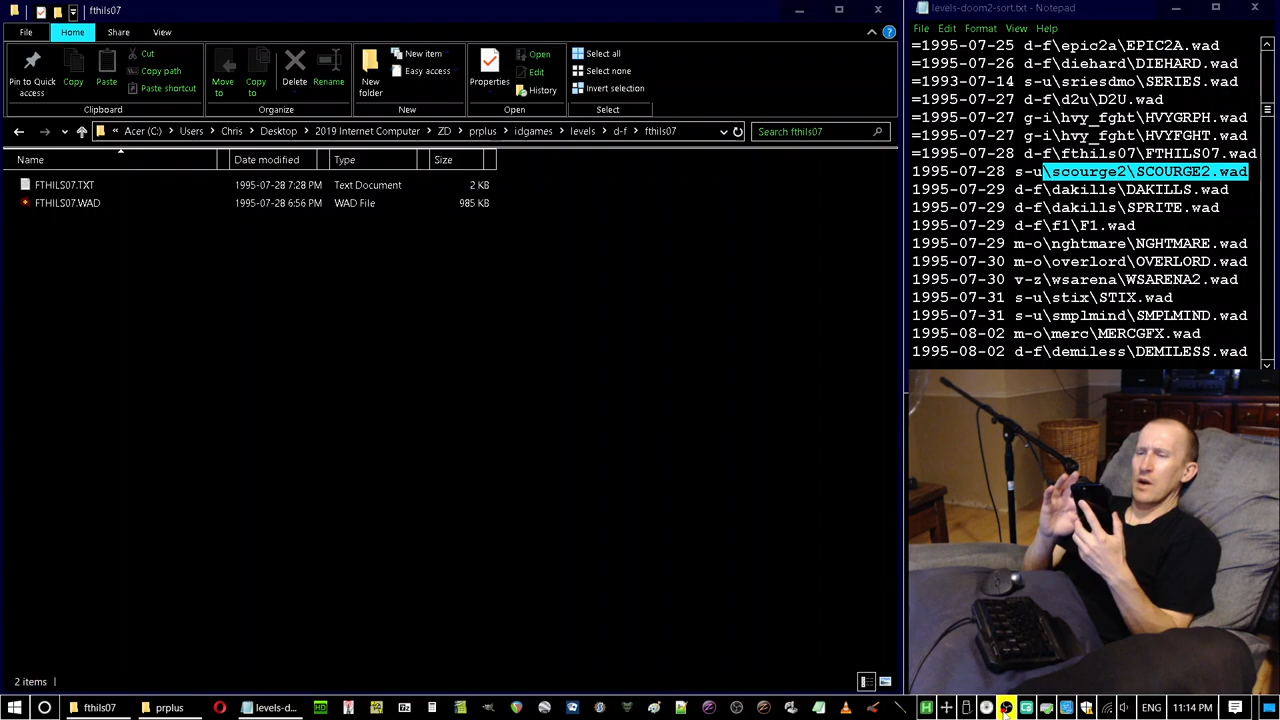 fthils07
File
Home
Share
View
Pin to Quick access
Copy
Paste
Cut
Copy path
Paste shortcut
Clipboard
Move to
Copy to
Delete
Rename
Organize
New folder
New item
Easy access
New
Properties
Open
Edit
History
Open
Select all
Select none
Invert selection
Select
« Acer (C:) > Users > Chris > Desktop > 2019 Internet Computer > ZD > prplus > idgames > levels > d-f > fthils07
Search fthils07
Name Date modified Type Size
FTHILS07.TXT 1995-07-28 7:28 PM Text Document 2 KB
FTHILS07.WAD 1995-07-28 6:56 PM WAD File 985 KB
2 items
levels-doom2-sort.txt - Notepad
File Edit Format View Help
=1995-07-25 d-f\epic2a\EPIC2A.wad
=1995-07-26 d-f\diehard\DIEHARD.wad
=1993-07-14 s-u\sriesdmo\SERIES.wad
=1995-07-27 d-f\d2u\D2U.wad
=1995-07-27 g-i\hvy_fght\HVYGRPH.wad
=1995-07-27 g-i\hvy_fght\HVYFGHT.wad
=1995-07-28 d-f\fthils07\FTHILS07.wad
1995-07-28 s-u\scourge2\SCOURGE2.wad
1995-07-29 d-f\dakills\DAKILLS.wad
1995-07-29 d-f\dakills\SPRITE.wad
1995-07-29 d-f\f1\F1.wad
1995-07-29 m-o\nghtmare\NGHTMARE.wad
1995-07-30 m-o\overlord\OVERLORD.wad
1995-07-30 v-z\wsarena\WSARENA2.wad
1995-07-31 s-u\stix\STIX.wad
1995-07-31 s-u\smplmind\SMPLMIND.wad
1995-08-02 m-o\merc\MERCGFX.wad
1995-08-02 d-f\demiless\DEMILESS.wad
fthils07
prplus
levels-d...
ENG
11:14 PM